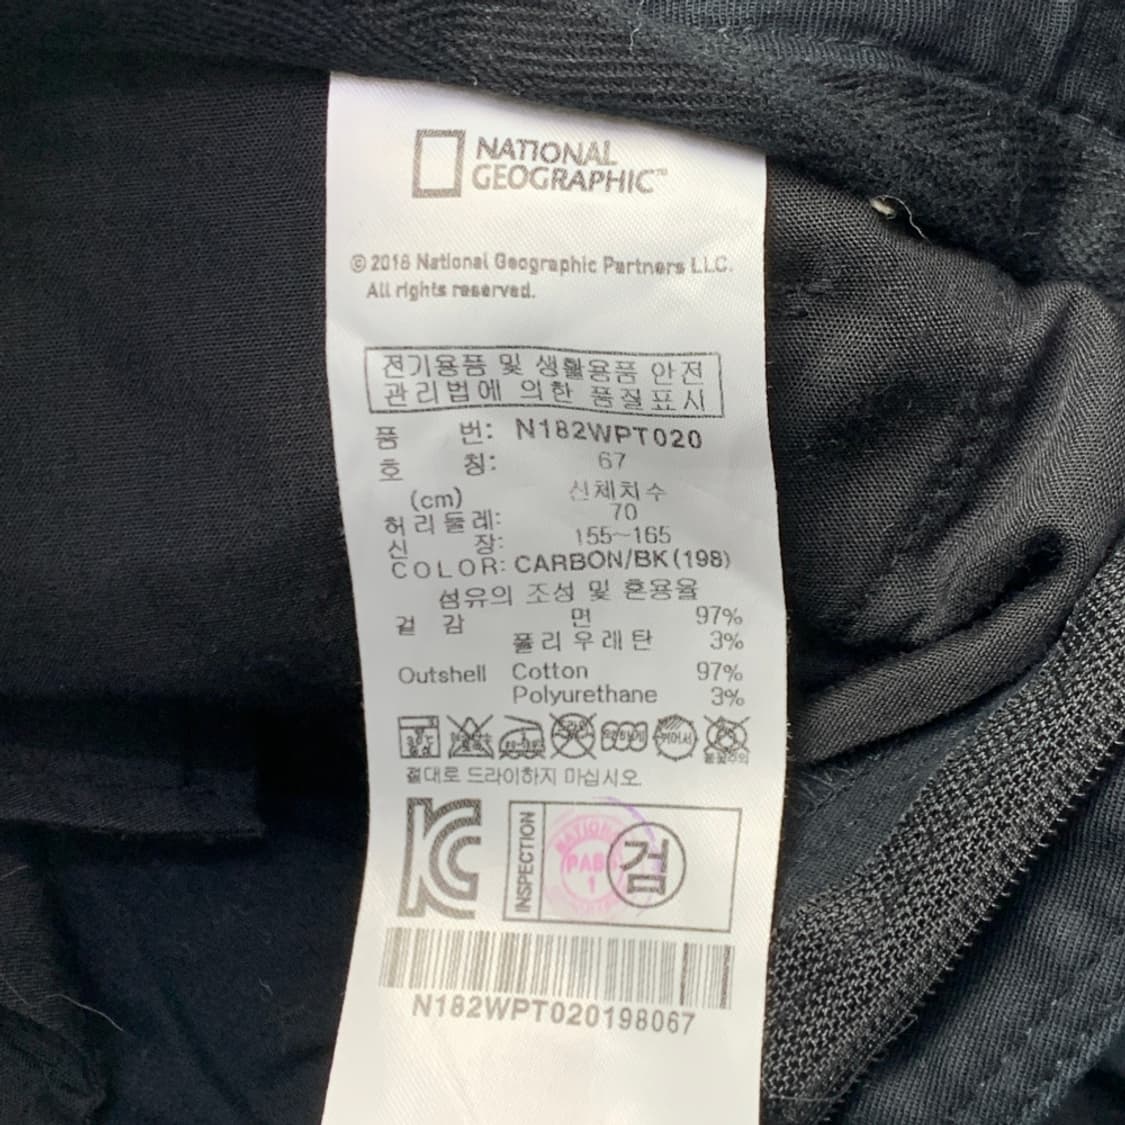 NATIONAL
GEOGRAPHIC™
© 2018 National Geographic Partners LLC.
All rights reserved.
전기용품 및 생활용품 안전
관리법에 의한 품질표시
품 번: N182WPT020
호 칭: 67
(cm) 신체치수
허리둘레: 70
신 장: 155~165
COLOR: CARBON/BK(198)
섬유의 조성 및 혼용율
겉 감 면 97%
폴리우레탄 3%
Outshell Cotton 97%
Polyurethane 3%
절대로 드라이하지 마십시오.
INSPECTION
검
N182WPT020198067